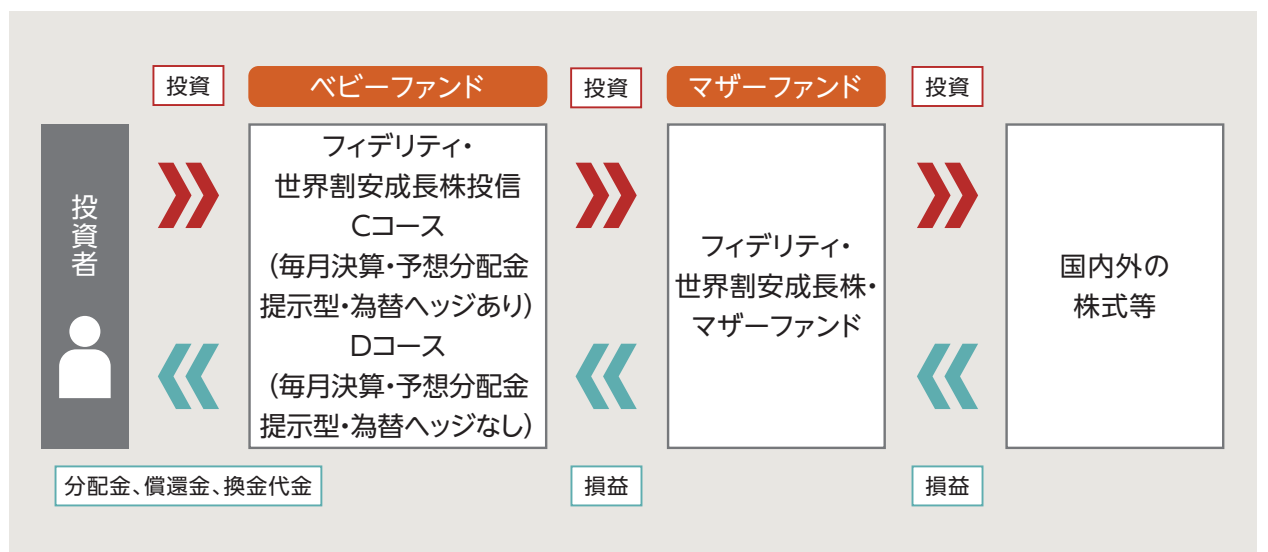 投資
ベビーファンド
投資
マザーファンド
投資
投資者
フィデリティ・
世界割安成長株投信
Cコース
(毎月決算・予想分配金
提示型・為替ヘッジあり)
Dコース
(毎月決算・予想分配金
提示型・為替ヘッジなし)
フィデリティ・
世界割安成長株・
マザーファンド
国内外の
株式等
分配金、償還金、換金代金
損益
損益